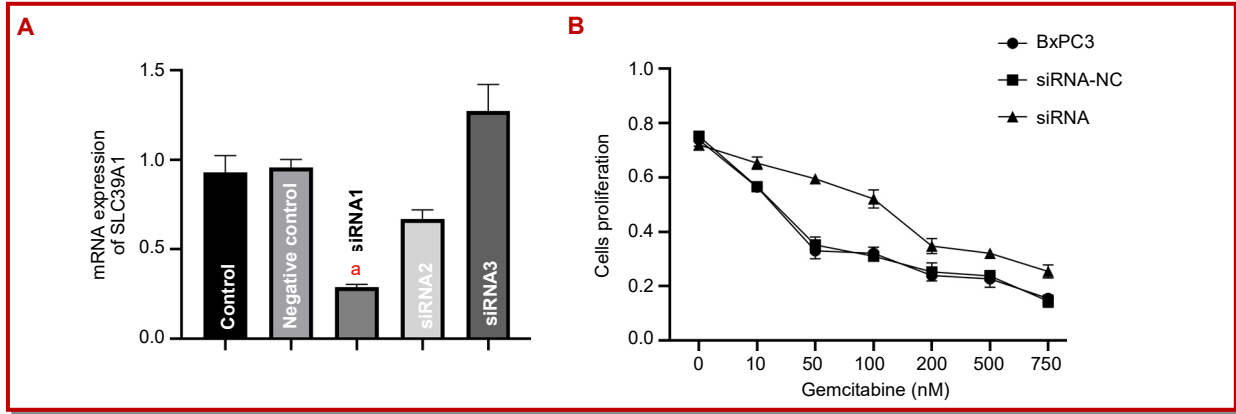 A
mRNA expression
of SLC39A1
1.5
1.0
0.5
0.0
Control
Negative control
siRNA1
a
siRNA2
siRNA3
B
BxPC3
siRNA-NC
siRNA
Cells proliferation
1.0
0.8
0.6
0.4
0.2
0.0
0 10 50 100 200 500 750
Gemcitabine (nM)